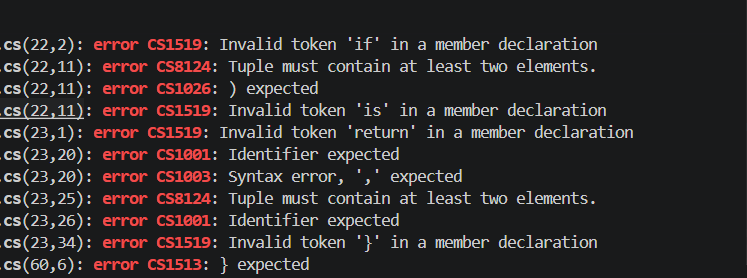 .cs(22,2): error CS1519: Invalid token 'if' in a member declaration
.cs(22,11): error CS8124: Tuple must contain at least two elements.
.cs(22,11): error CS1026: ) expected
.cs(22,11): error CS1519: Invalid token 'is' in a member declaration
.cs(23,1): error CS1519: Invalid token 'return' in a member declaration
.cs(23,20): error CS1001: Identifier expected
.cs(23,20): error CS1003: Syntax error, ',' expected
.cs(23,25): error CS8124: Tuple must contain at least two elements.
.cs(23,26): error CS1001: Identifier expected
.cs(23,34): error CS1519: Invalid token '}' in a member declaration
.cs(60,6): error CS1513: } expected